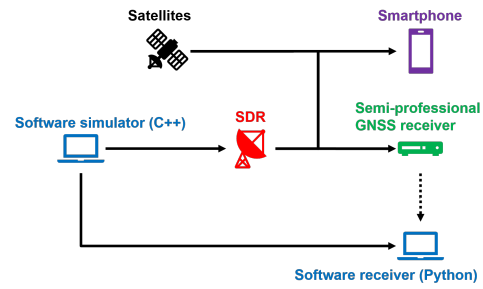 Satellites
Smartphone
SDR
Semi-professional
GNSS receiver
Software simulator (C++)
Software receiver (Python)